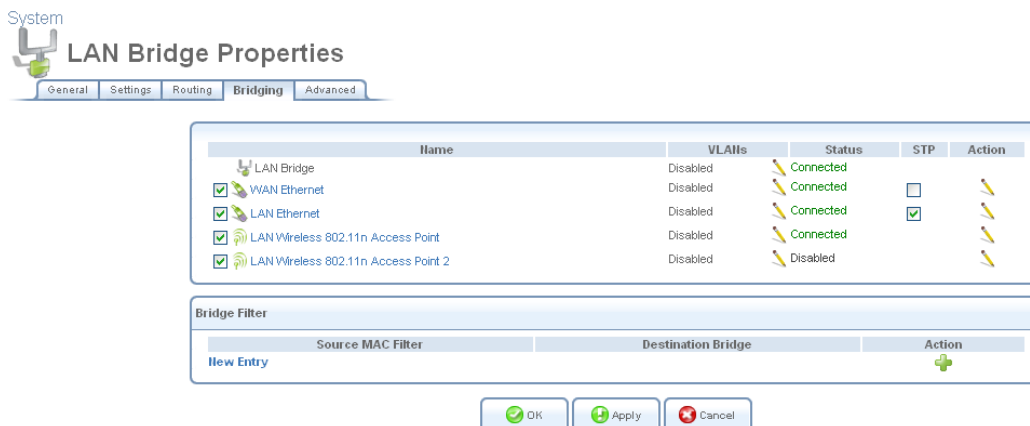 System
LAN Bridge Properties
General Settings Routing Bridging Advanced
Name VLANs Status STP Action
LAN Bridge Disabled Connected
WAN Ethernet Disabled Connected
LAN Ethernet Disabled Connected
LAN Wireless 802.11n Access Point Disabled Connected
LAN Wireless 802.11n Access Point 2 Disabled Disabled
Bridge Filter
Source MAC Filter Destination Bridge Action
New Entry
OK Apply Cancel